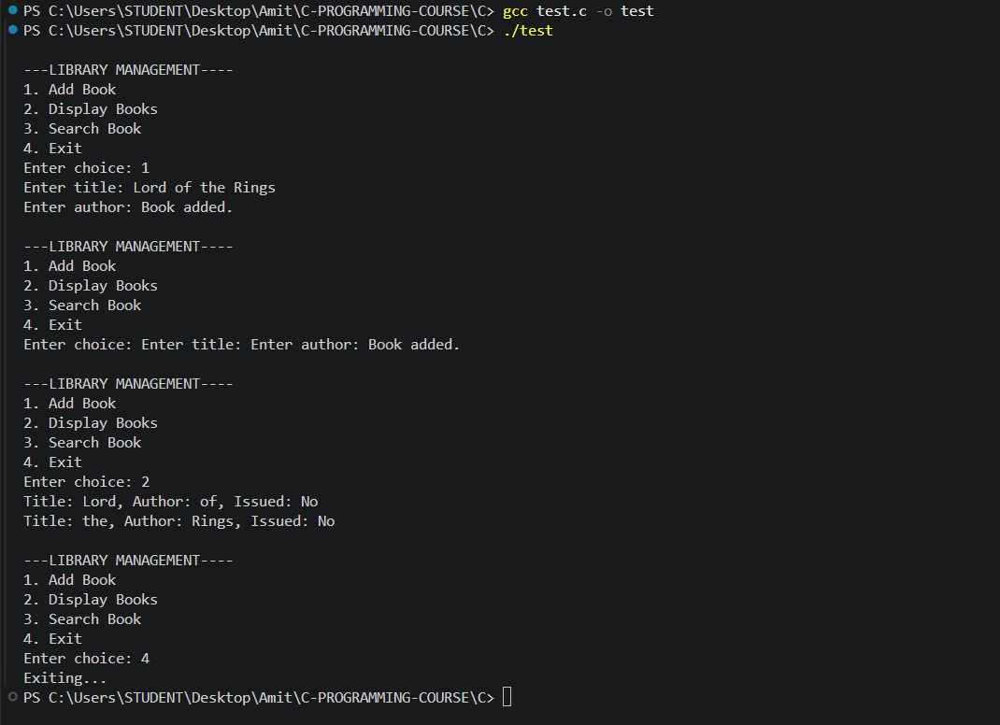 PS C:\Users\STUDENT\Desktop\Amit\C-PROGRAMMING-COURSE\C> gcc test.c -o test
PS C:\Users\STUDENT\Desktop\Amit\C-PROGRAMMING-COURSE\C> ./test
---LIBRARY MANAGEMENT----
1. Add Book
2. Display Books
3. Search Book
4. Exit
Enter choice: 1
Enter title: Lord of the Rings
Enter author: Book added.
---LIBRARY MANAGEMENT----
1. Add Book
2. Display Books
3. Search Book
4. Exit
Enter choice: Enter title: Enter author: Book added.
---LIBRARY MANAGEMENT----
1. Add Book
2. Display Books
3. Search Book
4. Exit
Enter choice: 2
Title: Lord, Author: of, Issued: No
Title: the, Author: Rings, Issued: No
---LIBRARY MANAGEMENT----
1. Add Book
2. Display Books
3. Search Book
4. Exit
Enter choice: 4
Exiting...
PS C:\Users\STUDENT\Desktop\Amit\C-PROGRAMMING-COURSE\C>